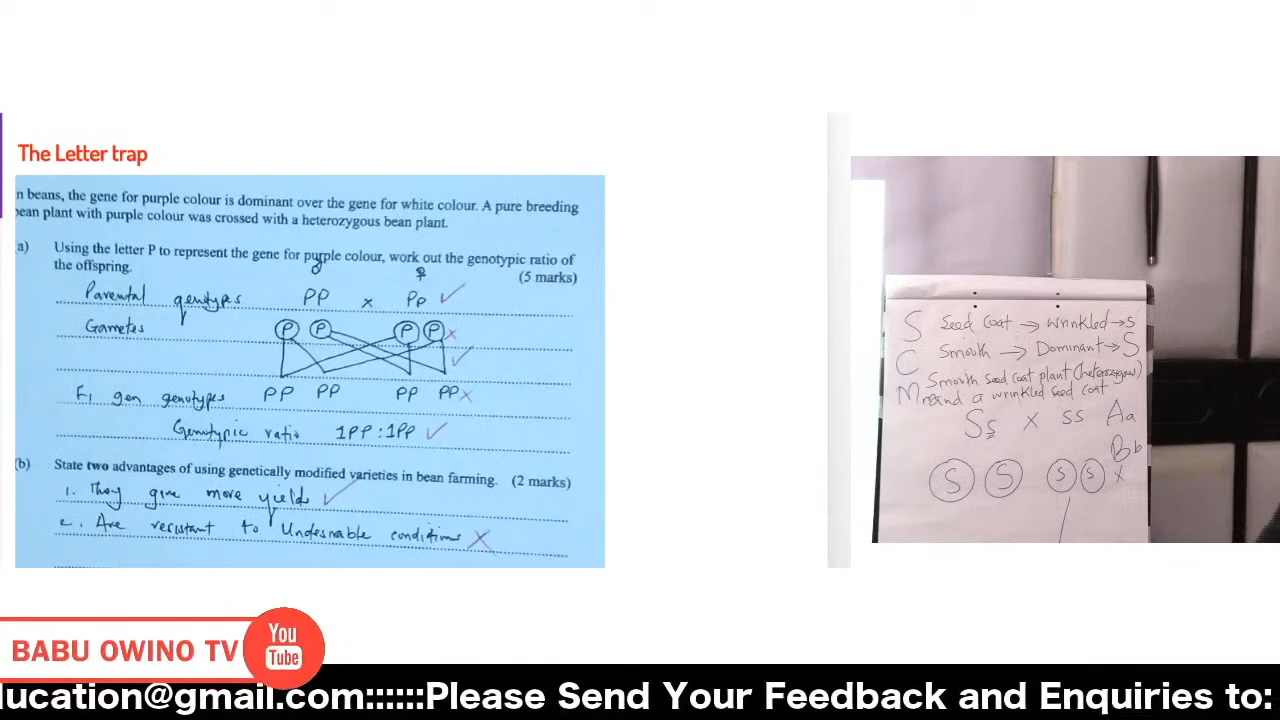 The Letter trap
n beans, the gene for purple colour is dominant over the gene for white colour. A pure breeding
bean plant with purple colour was crossed with a heterozygous bean plant.
a) Using the letter P to represent the gene for purple colour, work out the genotypic ratio of
the offspring. (5 marks)
♂ ♀
Parental genotypes PP x Pp ✓
Gametes P P P P x
✓
F1 gen genotypes PP PP PP PP x
Genotypic ratio 1PP : 1PP ✓
(b) State two advantages of using genetically modified varieties in bean farming. (2 marks)
1. They give more yields ✓
2. Are resistant to Undesirable conditions x
S Seed coat → wrinkled → s
C Smooth → Dominant → S
Smooth seed coat plant (heterozygous)
M and a wrinkled seed coat
Ss x ss Aa
Bb
S S S S x
BABU OWINO TV
You
Tube
ducation@gmail.com::::::Please Send Your Feedback and Enquiries to: